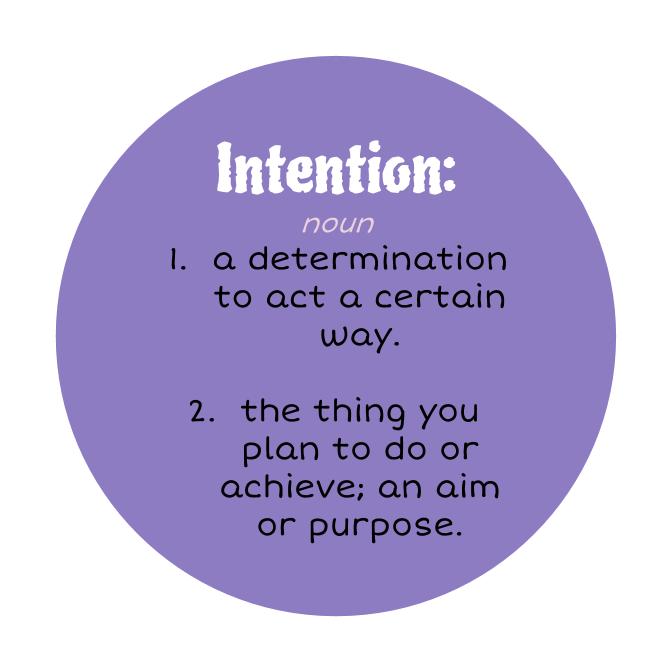 Intention:
noun
1. a determination
to act a certain
way.
2. the thing you
plan to do or
achieve; an aim
or purpose.